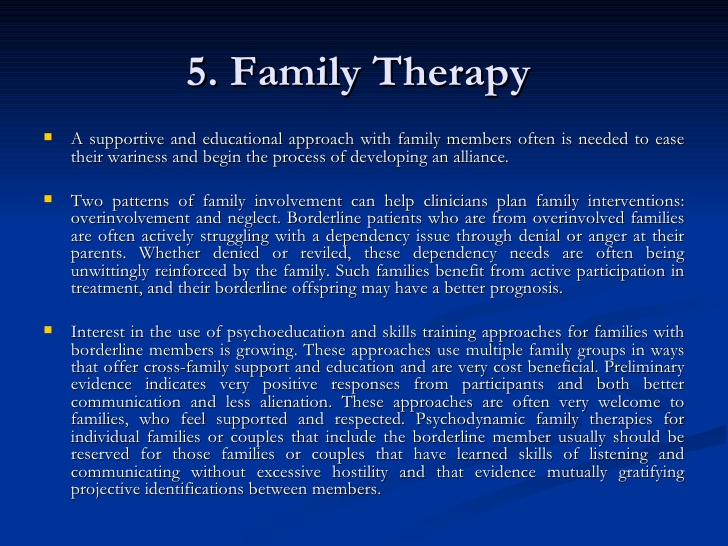 5. Family Therapy
A supportive and educational approach with family members often is needed to ease
their wariness and begin the process of developing an alliance.
Two patterns of family involvement can help clinicians plan family interventions:
overinvolvement and neglect. Borderline patients who are from overinvolved families
are often actively struggling with a dependency issue through denial or anger at their
parents. Whether denied or reviled, these dependency needs are often being
unwittingly reinforced by the family. Such families benefit from active participation in
treatment, and their borderline offspring may have a better prognosis.
Interest in the use of psychoeducation and skills training approaches for families with
borderline members is growing. These approaches use multiple family groups in ways
that offer cross-family support and education and are very cost beneficial. Preliminary
evidence indicates very positive responses from participants and both better
communication and less alienation. These approaches are often very welcome to
families, who feel supported and respected. Psychodynamic family therapies for
individual families or couples that include the borderline member usually should be
reserved for those families or couples that have learned skills of listening and
communicating without excessive hostility and that evidence mutually gratifying
projective identifications between members.